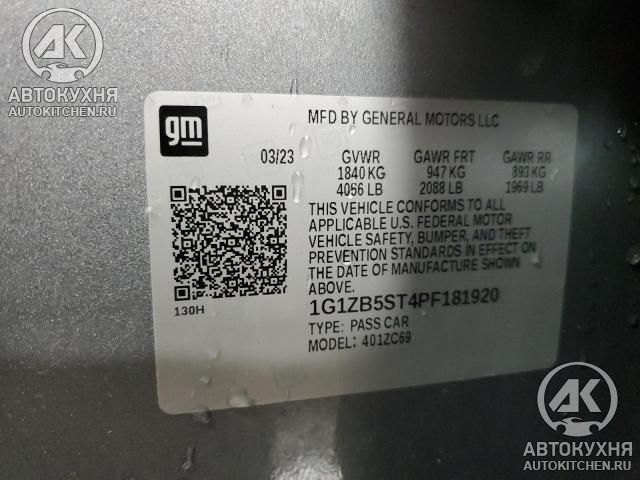 АК
АВТОКУХНЯ
AUTOKITCHEN.RU
gm
MFD BY GENERAL MOTORS LLC
03/23 GVWR GAWR FRT GAWR RR
1840 KG 947 KG 893 KG
4056 LB 2088 LB 1969 LB
THIS VEHICLE CONFORMS TO ALL
APPLICABLE U.S. FEDERAL MOTOR
VEHICLE SAFETY, BUMPER, AND THEFT
PREVENTION STANDARDS IN EFFECT ON
THE DATE OF MANUFACTURE SHOWN
ABOVE.
130H
1G1ZB5ST4PF181920
TYPE: PASS CAR
MODEL: 401ZC69
АК
АВТОКУХНЯ
AUTOKITCHEN.RU